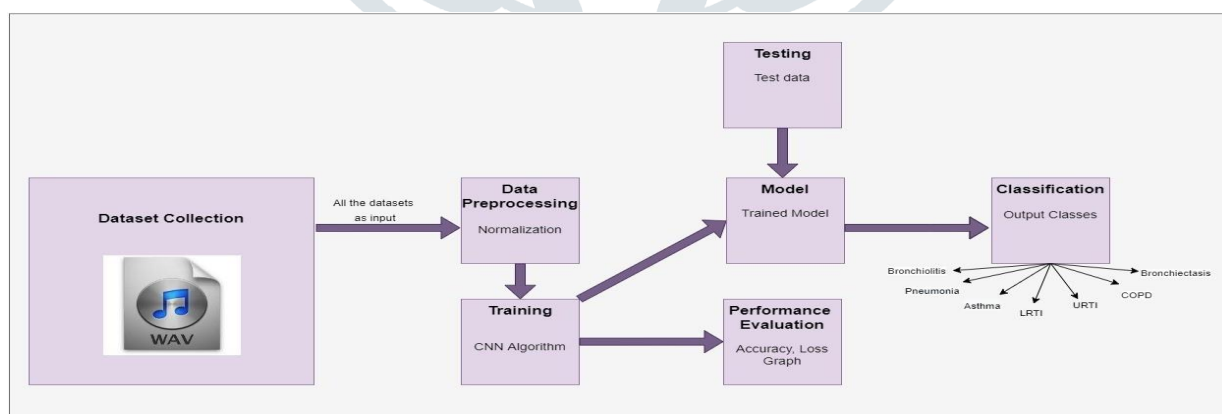 Testing
Test data
Dataset Collection
WAV
All the datasets
as input
Data
Preprocessing
Normalization
Model
Trained Model
Classification
Output Classes
Training
CNN Algorithm
Performance
Evaluation
Accuracy, Loss
Graph
Bronchiolitis
Pneumonia
Asthma
LRTI
URTI
COPD
Bronchiectasis